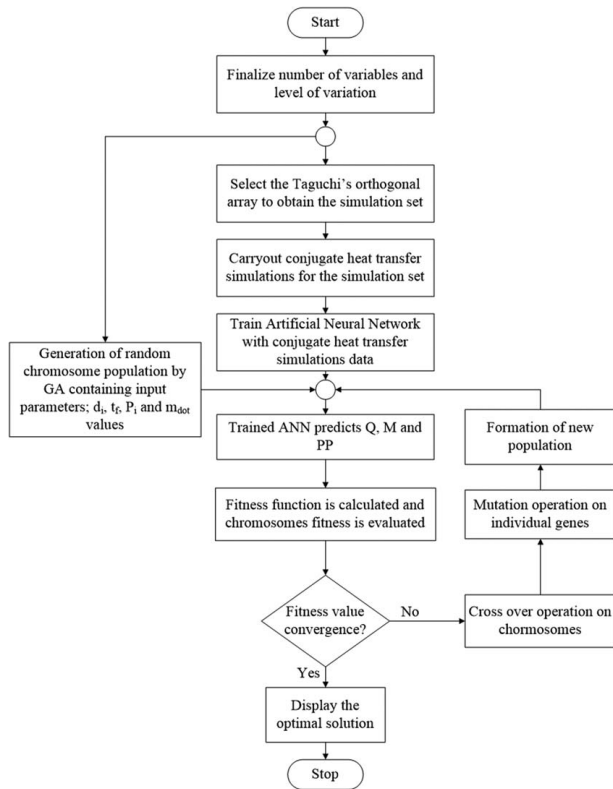 Start
Finalize number of variables and
level of variation
Select the Taguchi's orthogonal
array to obtain the simulation set
Carryout conjugate heat transfer
simulations for the simulation set
Train Artificial Neural Network
with conjugate heat transfer
simulations data
Generation of random
chromosome population by
GA containing input
parameters; di, tf, Pi and mdot
values
Trained ANN predicts Q, M and
PP
Formation of new
population
Fitness function is calculated and
chromosomes fitness is evaluated
Mutation operation on
individual genes
Fitness value
convergence?
No
Cross over operation on
chormosomes
Yes
Display the
optimal solution
Stop